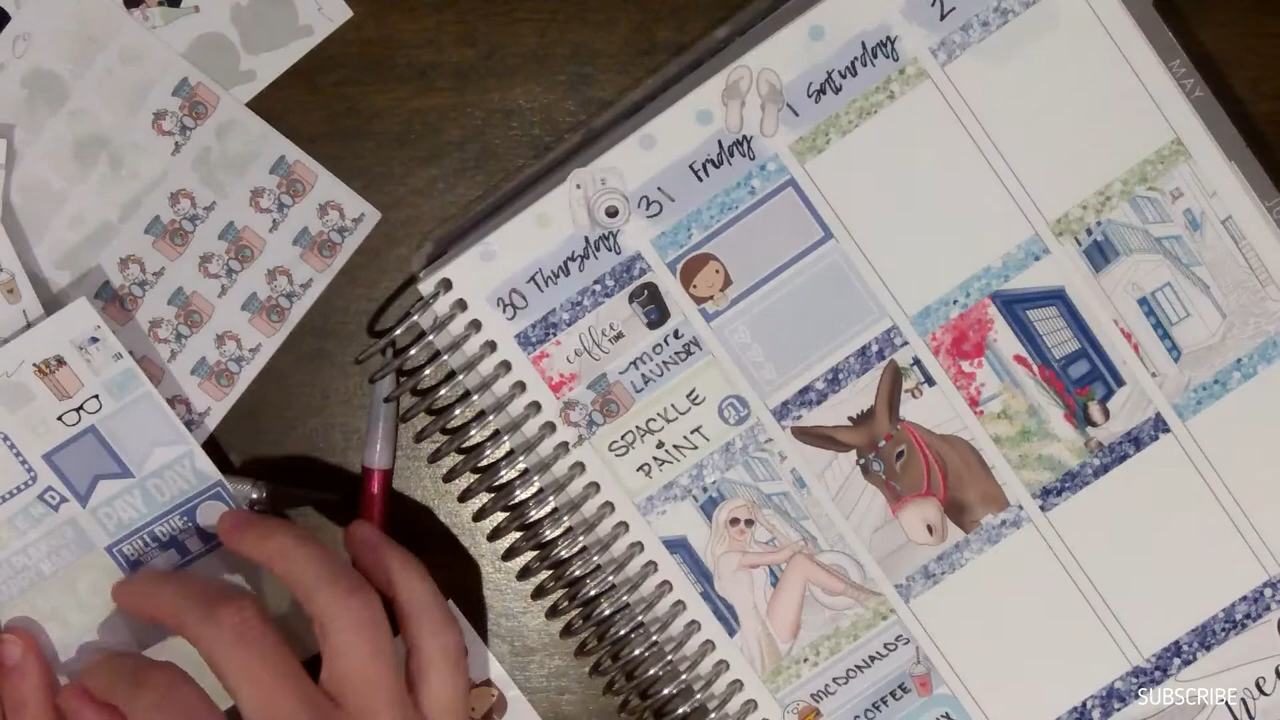 MAY
2
1 Saturday
31 Friday
30 Thursday
coffee
TIME
more
LAUNDRY
SPACKLE
&
PAINT
MCDONALDS
COFFEE
PAY DAY
BILL DUE:
SUBSCRIBE